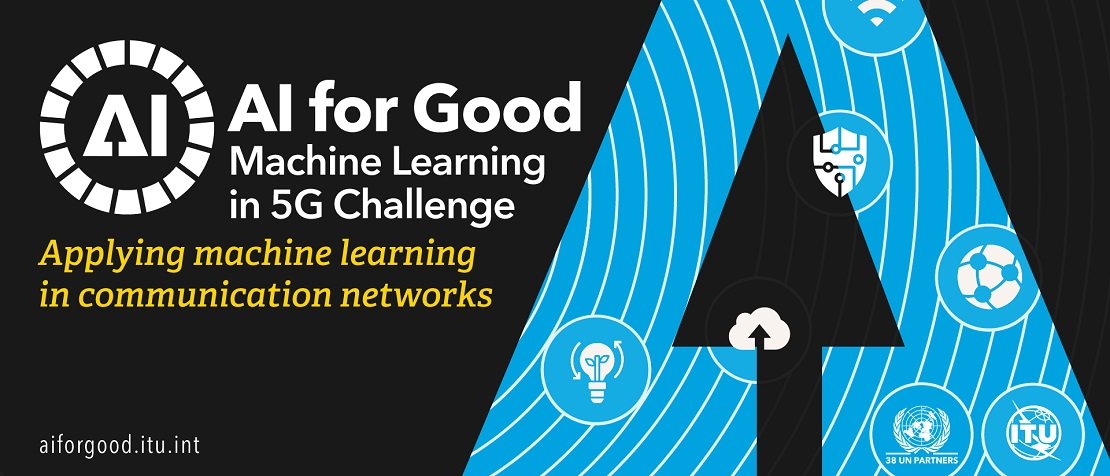 AI
AI for Good
Machine Learning
in 5G Challenge
Applying machine learning
in communication networks
aiforgood.itu.int
38 UN PARTNERS
ITU